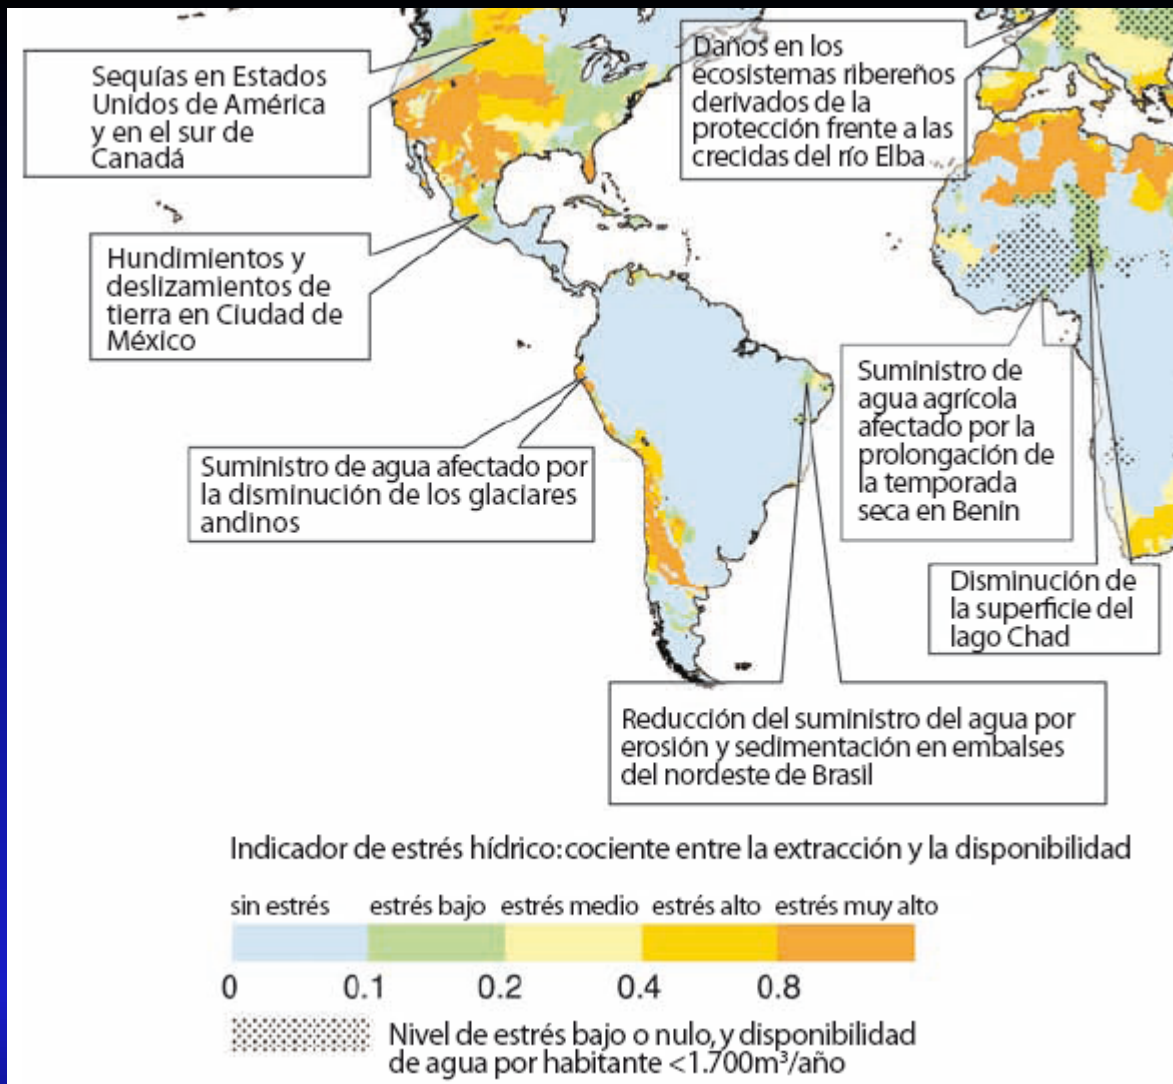 Sequías en Estados
Unidos de América
y en el sur de
Canadá
Daños en los
ecosistemas ribereños
derivados de la
protección frente a las
crecidas del río Elba
Hundimientos y
deslizamientos de
tierra en Ciudad de
México
Suministro de agua afectado por
la disminución de los glaciares
andinos
Suministro de
agua agrícola
afectado por la
prolongación de
la temporada
seca en Benin
Disminución de
la superficie del
lago Chad
Reducción del suministro del agua por
erosión y sedimentación en embalses
del nordeste de Brasil
Indicador de estrés hídrico: cociente entre la extracción y la disponibilidad
sin estrés estrés bajo estrés medio estrés alto estrés muy alto
0 0.1 0.2 0.4 0.8
Nivel de estrés bajo o nulo, y disponibilidad
de agua por habitante <1.700m³/año